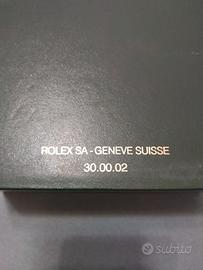 ROLEX SA - GENEVE SUISSE
30.00.02
subito